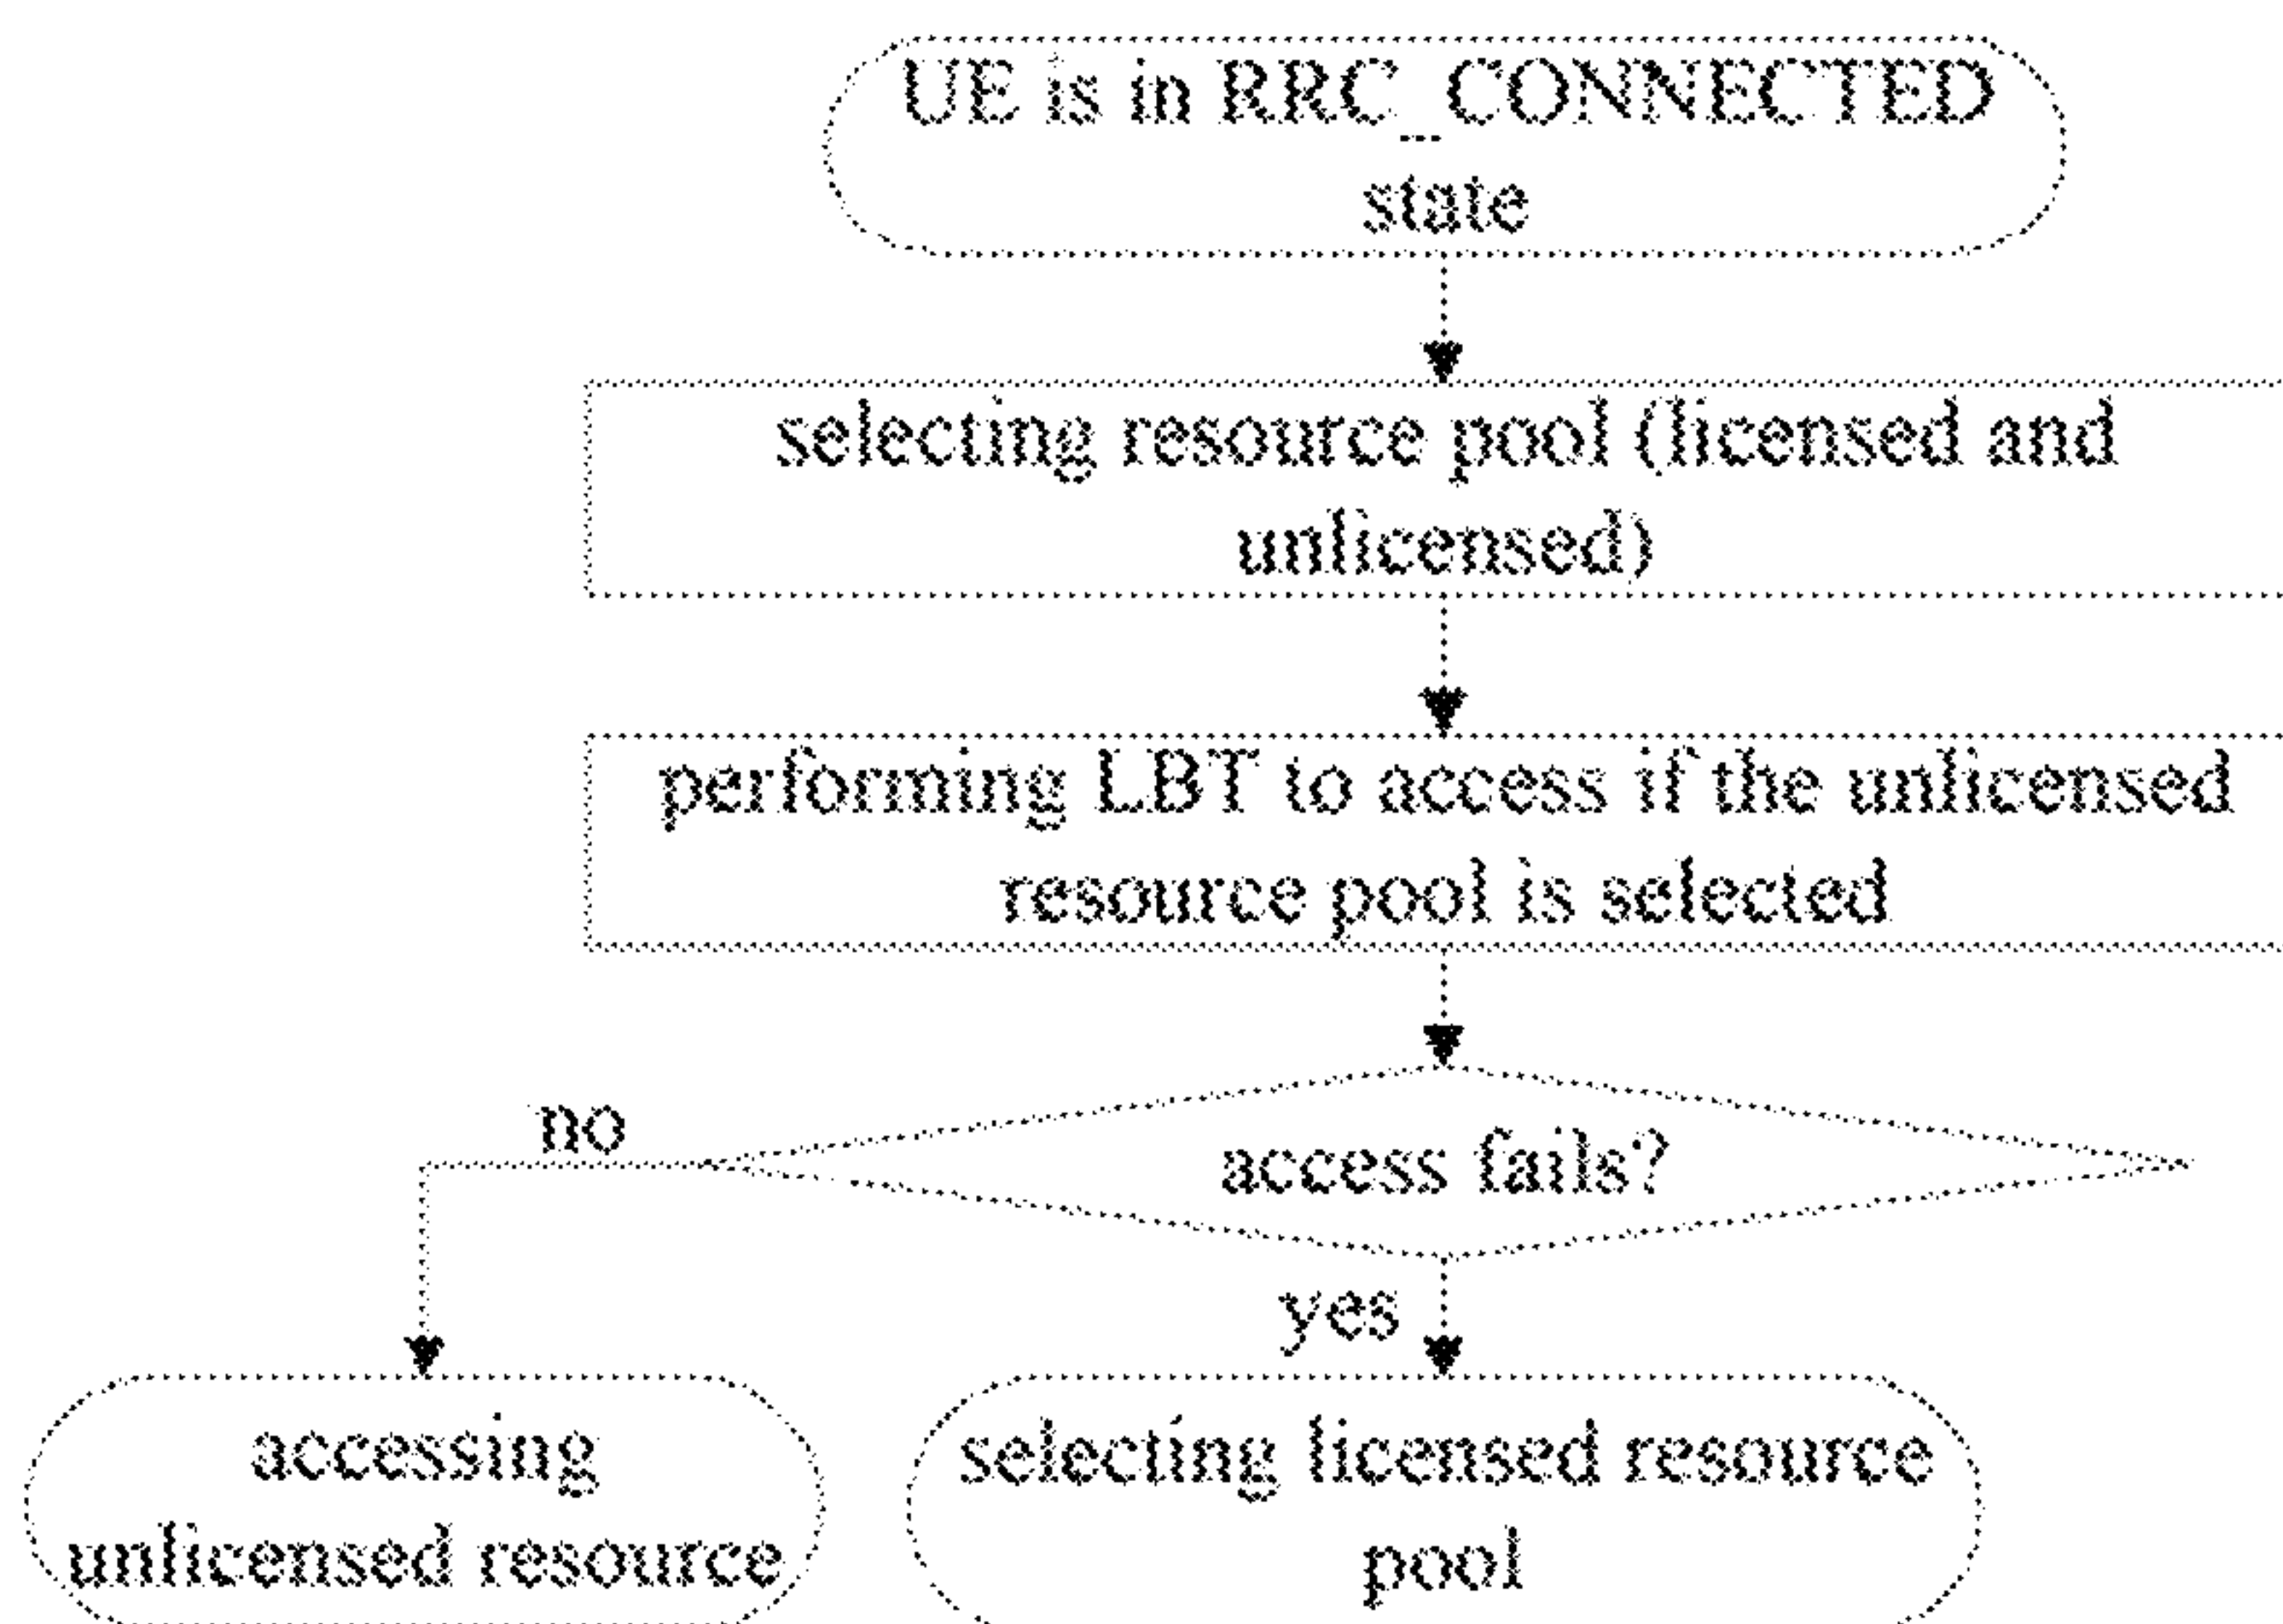 UE is in RRC_CONNECTED
state
selecting resource pool (licensed and
unlicensed)
performing LBT to access if the unlicensed
resource pool is selected
access fails?
no
yes
accessing
unlicensed resource
selecting licensed resource
pool